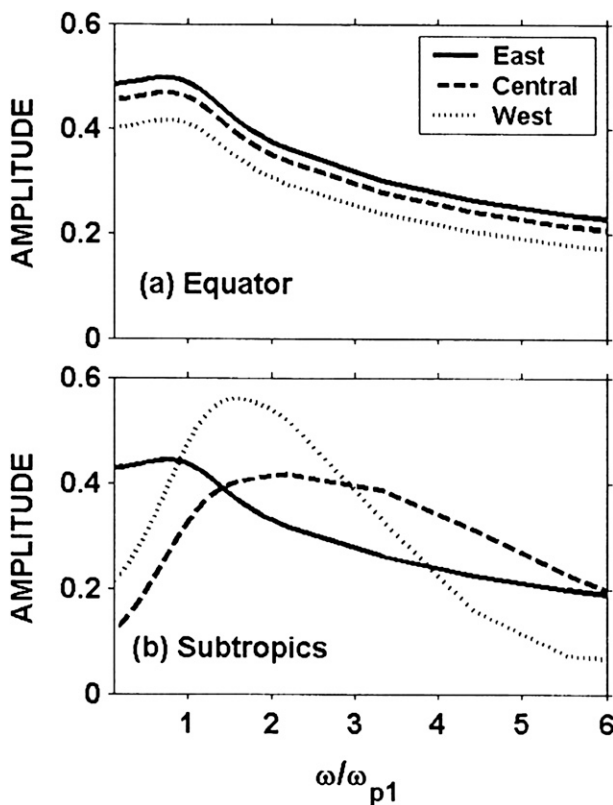 0.6
0.4
0.2
0
AMPLITUDE
East
Central
West
(a) Equator
0.6
0.4
0.2
0
AMPLITUDE
(b) Subtropics
1 2 3 4 5 6
ω/ωp1